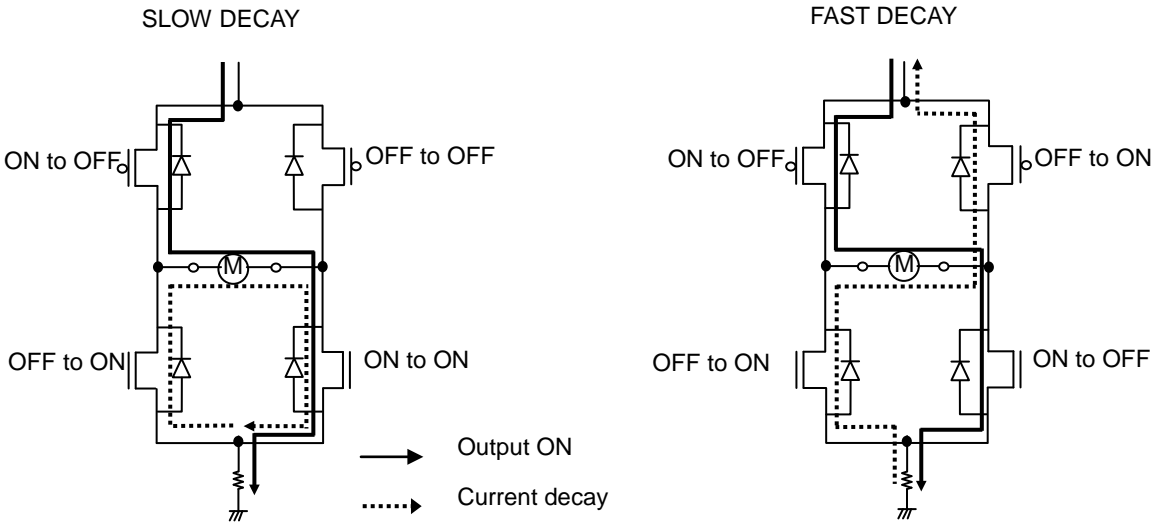 SLOW DECAY
ON to OFF
OFF to OFF
M
OFF to ON
ON to ON
Output ON
Current decay
FAST DECAY
ON to OFF
OFF to ON
M
OFF to ON
ON to OFF